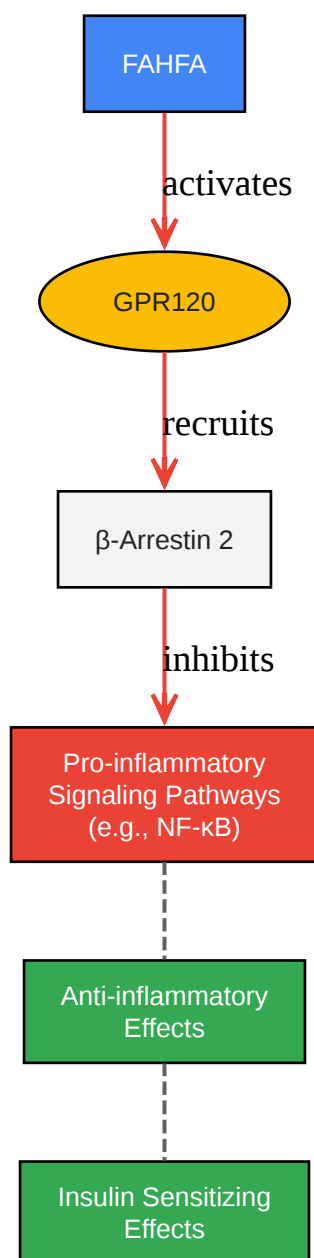 FAHFA
activates
GPR120
recruits
β-Arrestin 2
inhibits
Pro-inflammatory
Signaling Pathways
(e.g., NF-κB)
Anti-inflammatory
Effects
Insulin Sensitizing
Effects